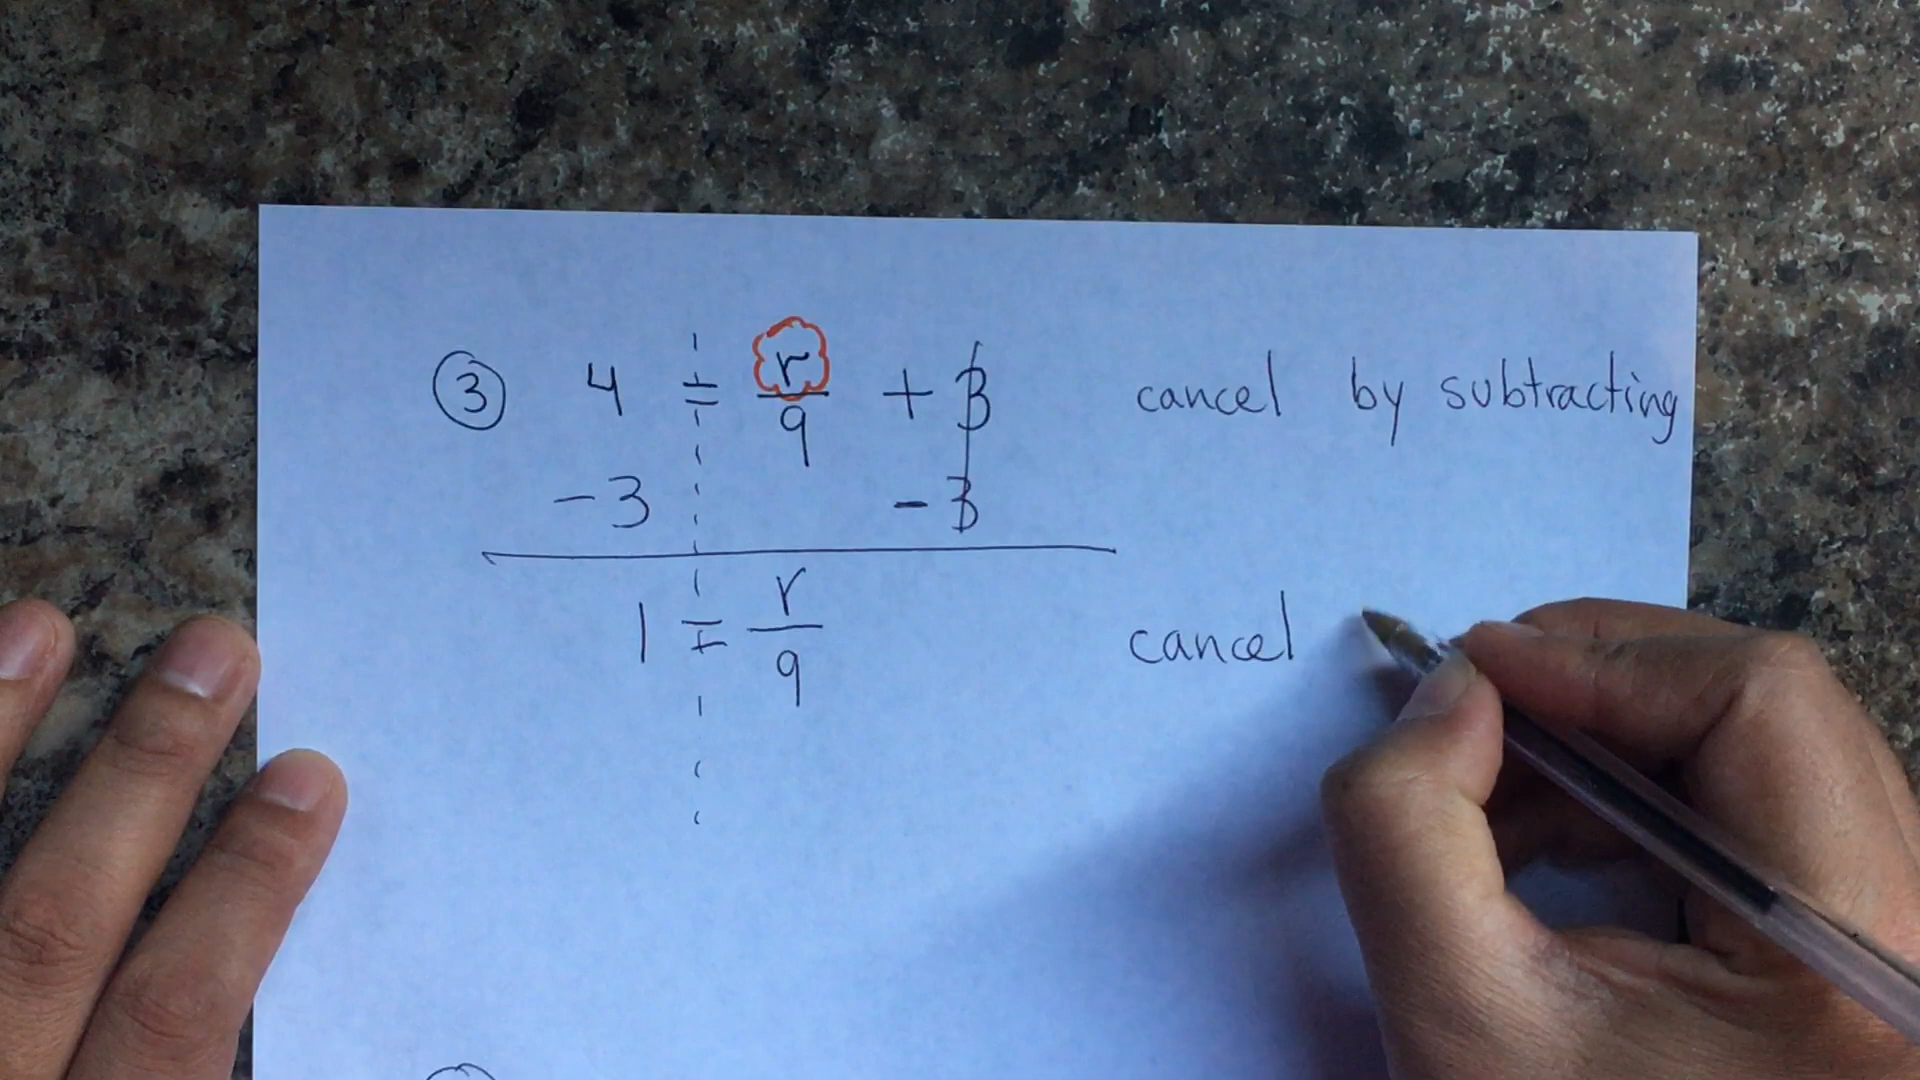 ③ 4 = r/9 + 3 cancel by subtracting
-3 -3
1 = r/9 cancel